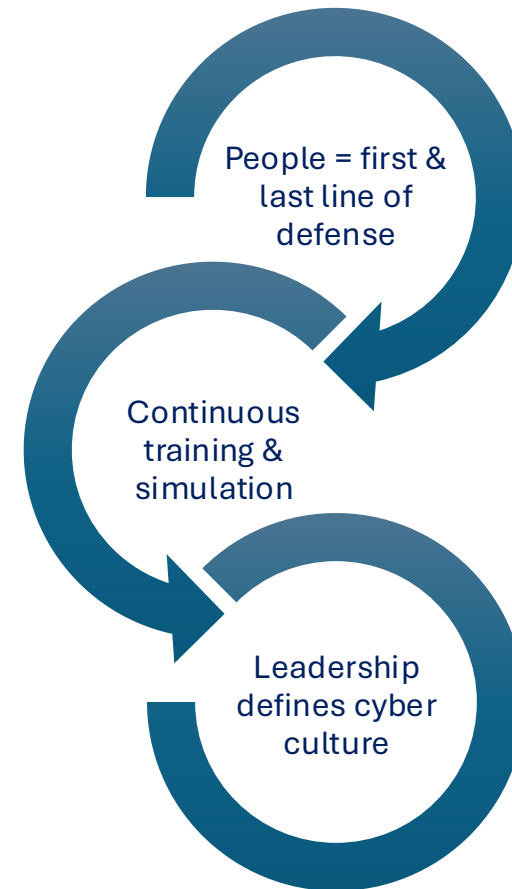 People = first &
last line of
defense
Continuous
training &
simulation
Leadership
defines cyber
culture